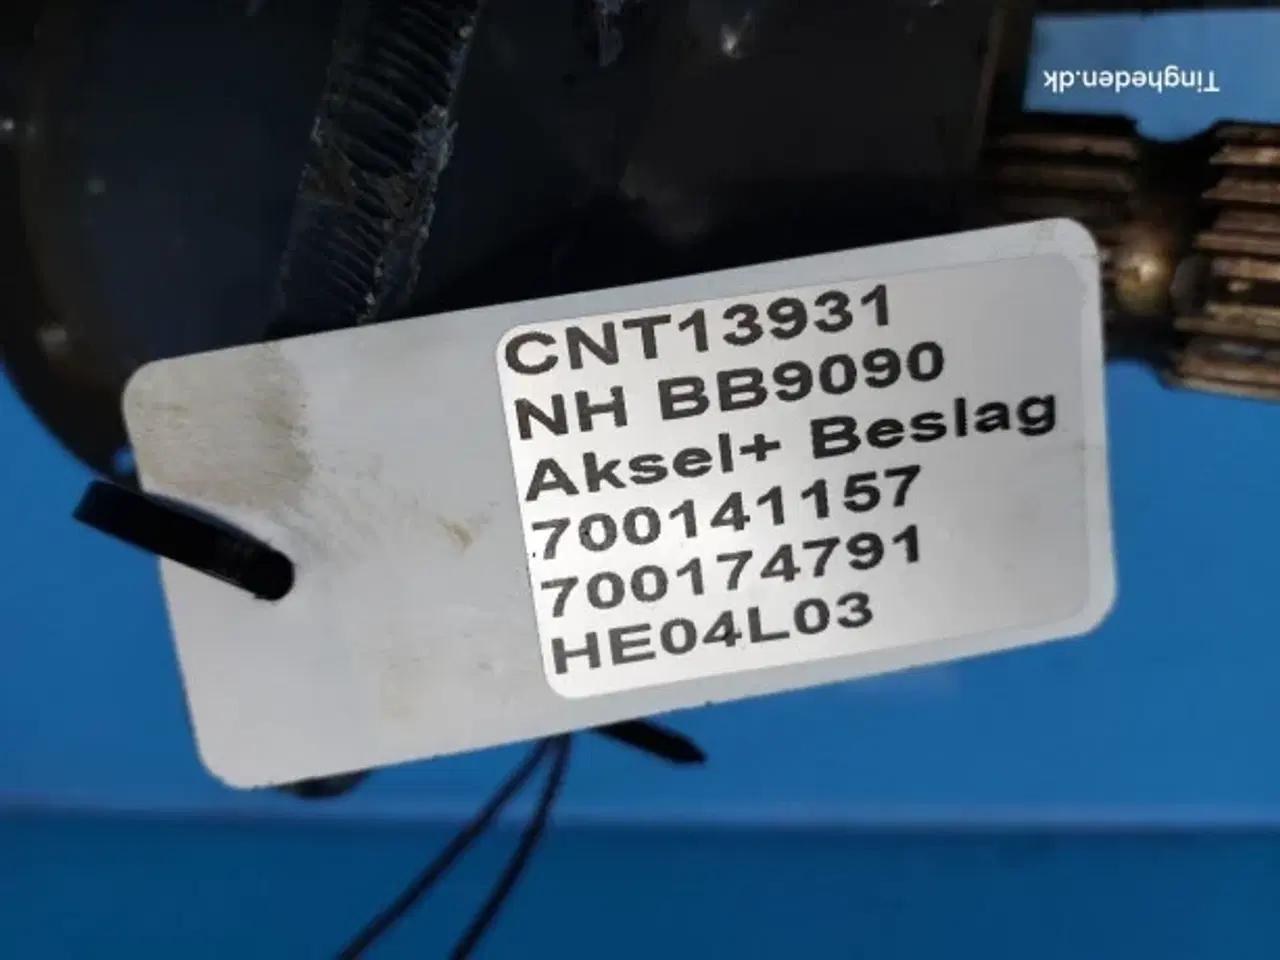 Tingheden.dk
CNT13931
NH BB9090
Aksel+ Beslag
700141157
700174791
HE04L03